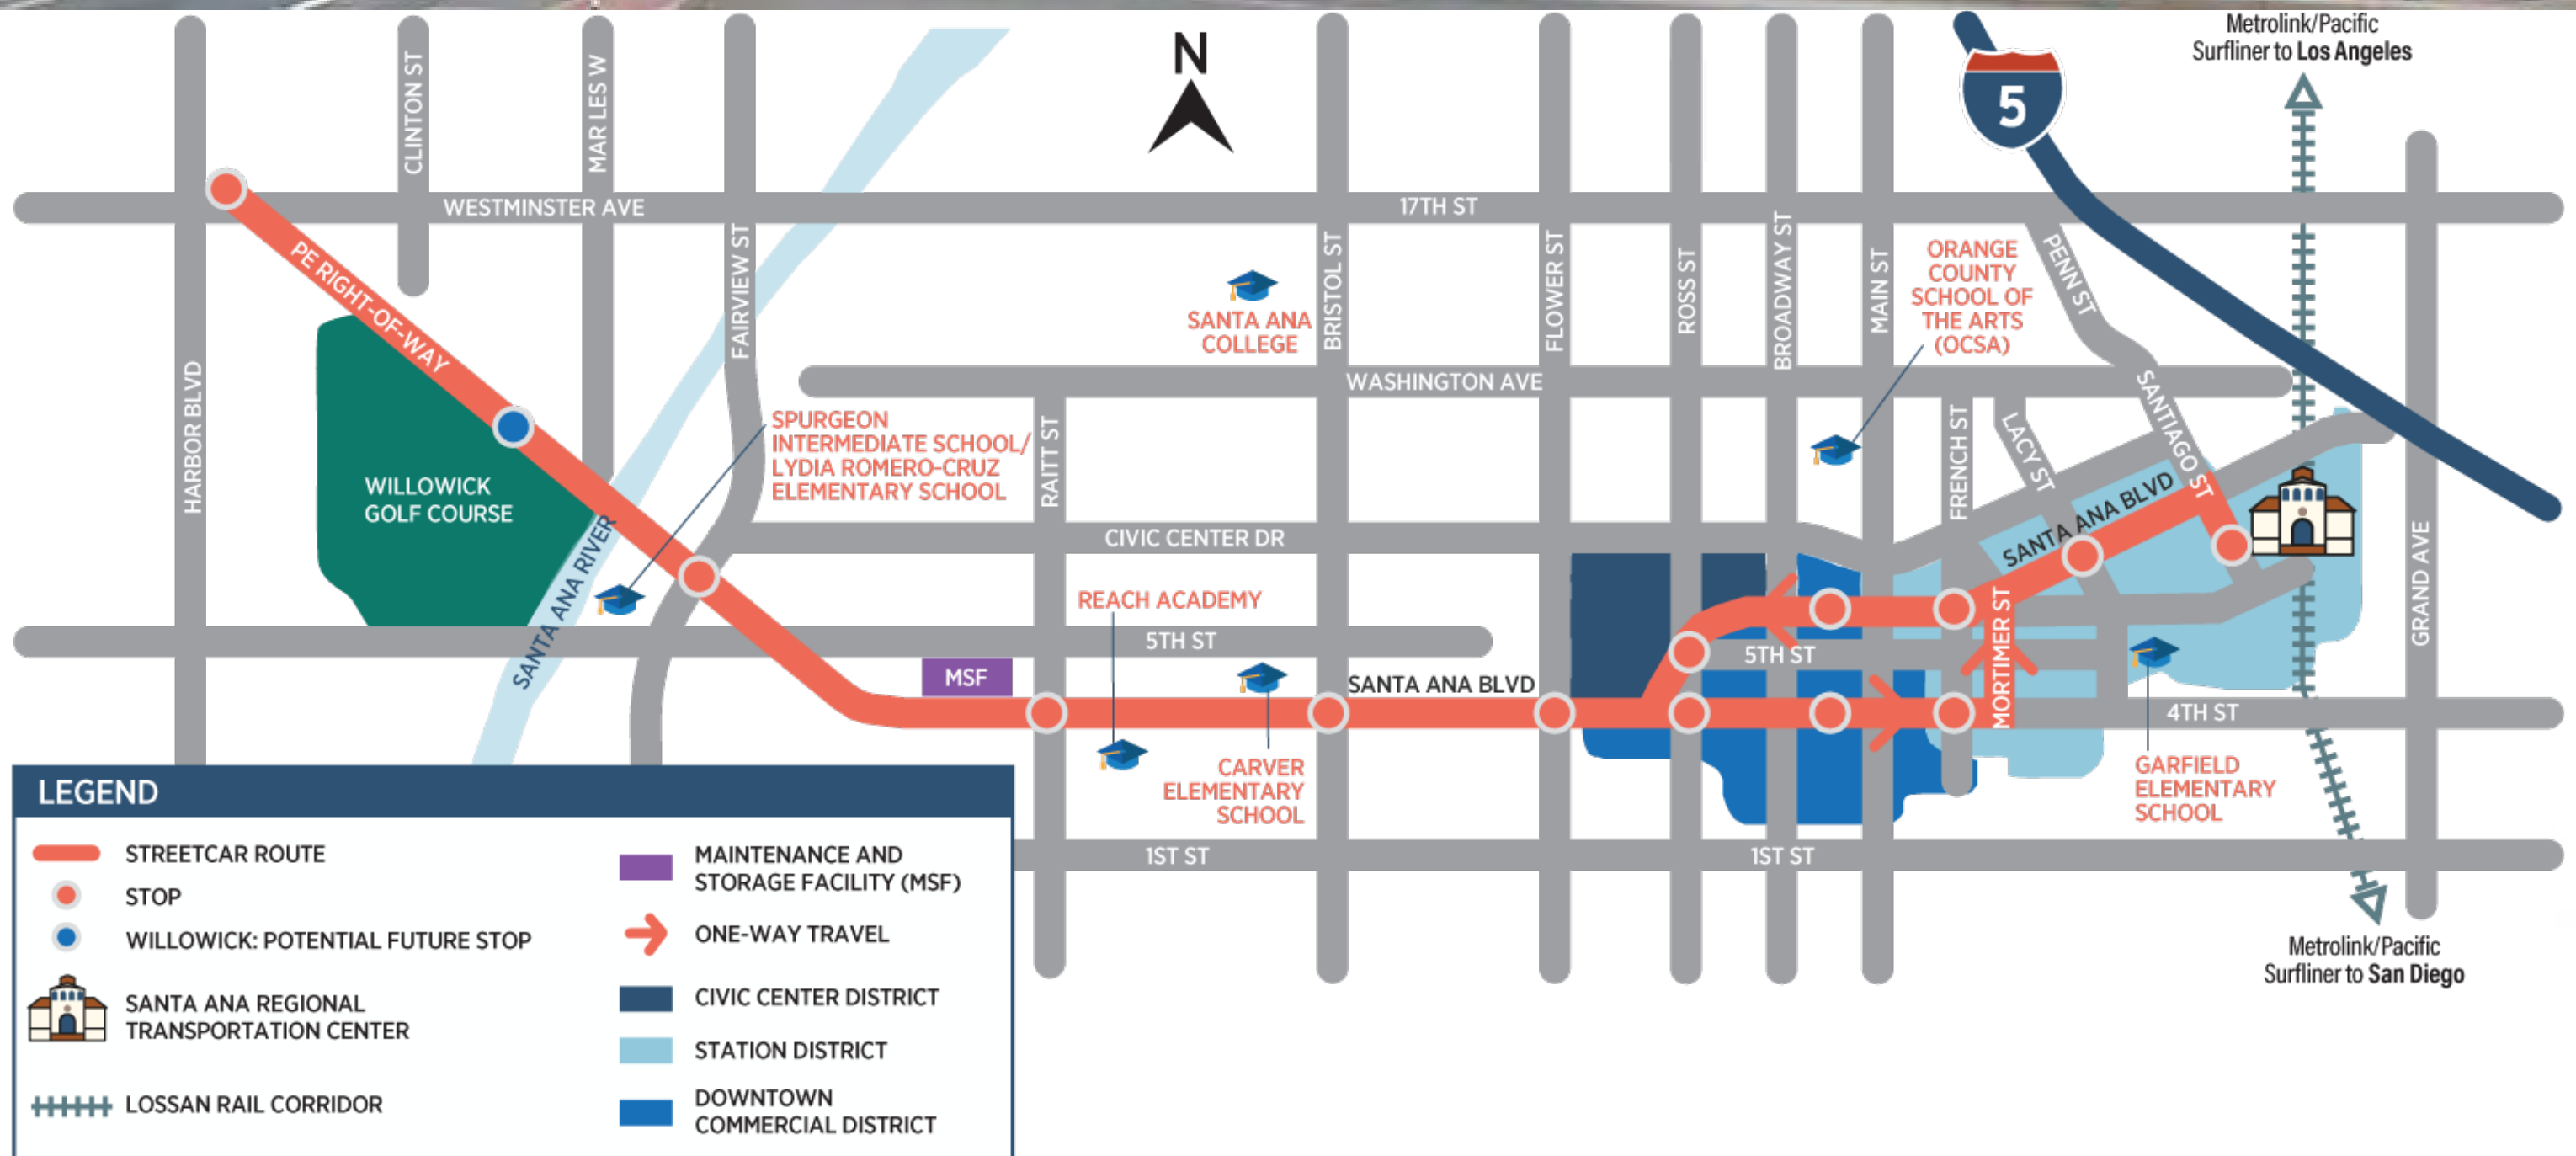 Metrolink/Pacific
Surfliner to Los Angeles
N
5
CLINTON ST
MAR LES W
WESTMINSTER AVE
17TH ST
PE RIGHT-OF-WAY
HARBOR BLVD
FAIRVIEW ST
SANTA ANA
COLLEGE
BRISTOL ST
FLOWER ST
ROSS ST
BROADWAY ST
MAIN ST
ORANGE
COUNTY
SCHOOL OF
THE ARTS
(OCSA)
PENN ST
WASHINGTON AVE
SANTIAGO ST
SPURGEON
INTERMEDIATE SCHOOL/
LYDIA ROMERO-CRUZ
ELEMENTARY SCHOOL
RAITT ST
FRENCH ST
LACY ST
WILLOWICK
GOLF COURSE
SANTA ANA RIVER
CIVIC CENTER DR
SANTA ANA BLVD
GRAND AVE
REACH ACADEMY
5TH ST
5TH ST
MSF
SANTA ANA BLVD
MORTIMER ST
4TH ST
CARVER
ELEMENTARY
SCHOOL
GARFIELD
ELEMENTARY
SCHOOL
1ST ST
1ST ST
Metrolink/Pacific
Surfliner to San Diego
LEGEND
STREETCAR ROUTE
STOP
WILLOWICK: POTENTIAL FUTURE STOP
SANTA ANA REGIONAL
TRANSPORTATION CENTER
LOSSAN RAIL CORRIDOR
MAINTENANCE AND
STORAGE FACILITY (MSF)
ONE-WAY TRAVEL
CIVIC CENTER DISTRICT
STATION DISTRICT
DOWNTOWN
COMMERCIAL DISTRICT